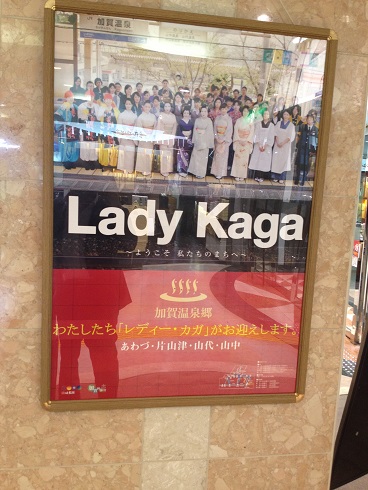 加賀温泉
Lady Kaga
～ようこそ 私たちのまちへ～
加賀温泉郷
わたしたち「レディー・カガ」がお迎えします。
あわづ・片山津・山代・山中